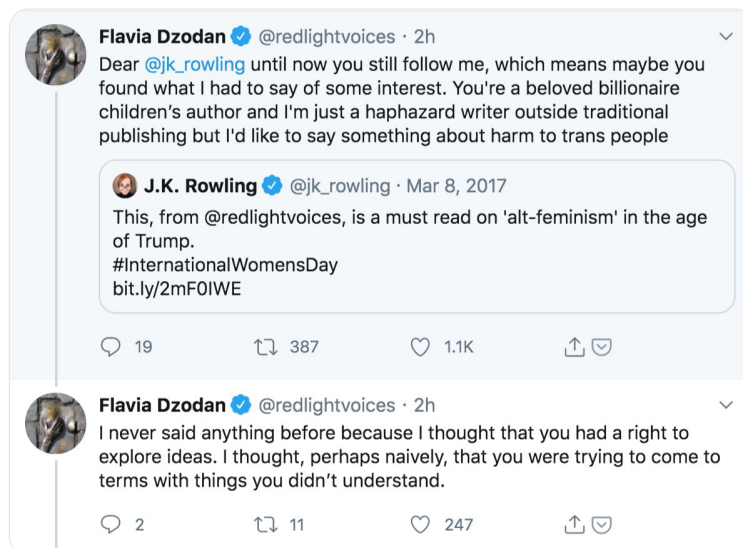 Flavia Dzodan @redlightvoices · 2h
Dear @jk_rowling until now you still follow me, which means maybe you
found what I had to say of some interest. You're a beloved billionaire
children's author and I'm just a haphazard writer outside traditional
publishing but I'd like to say something about harm to trans people
J.K. Rowling @jk_rowling · Mar 8, 2017
This, from @redlightvoices, is a must read on 'alt-feminism' in the age
of Trump.
#InternationalWomensDay
bit.ly/2mF0IWE
19 387 1.1K
Flavia Dzodan @redlightvoices · 2h
I never said anything before because I thought that you had a right to
explore ideas. I thought, perhaps naively, that you were trying to come to
terms with things you didn’t understand.
2 11 247